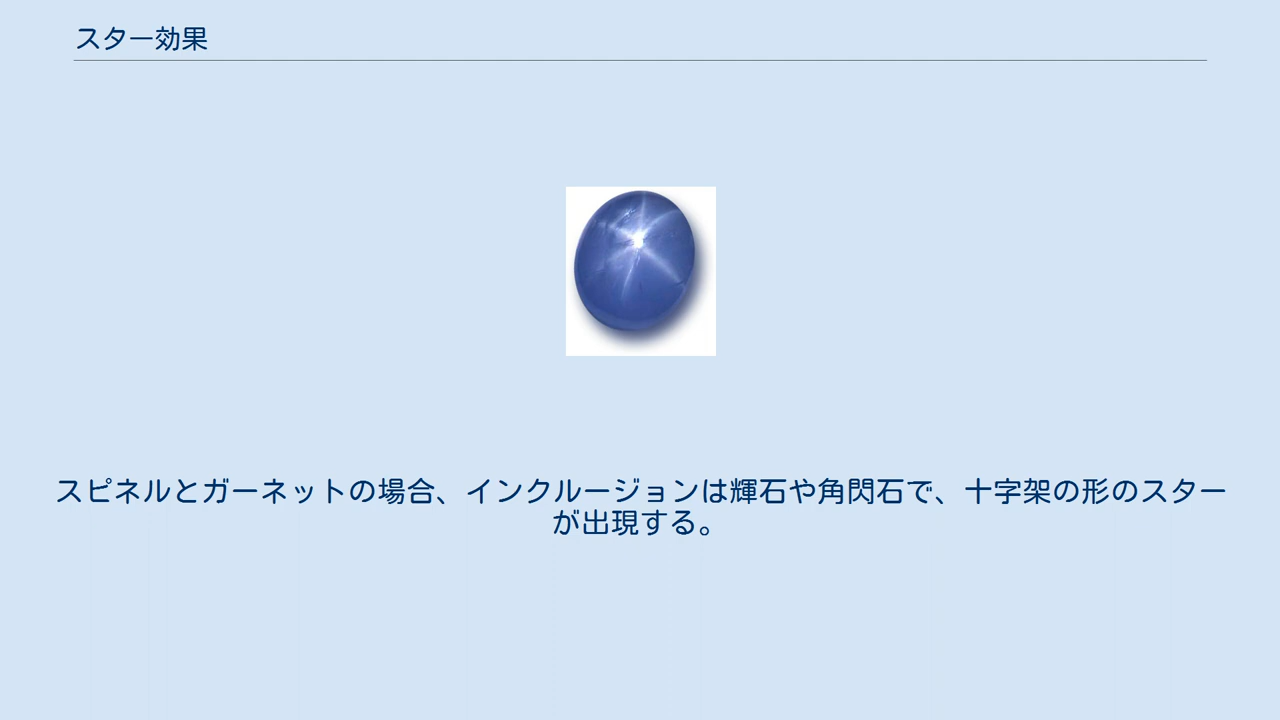 スター効果
スピネルとガーネットの場合、インクルージョンは輝石や角閃石で、十字架の形のスター
が出現する。